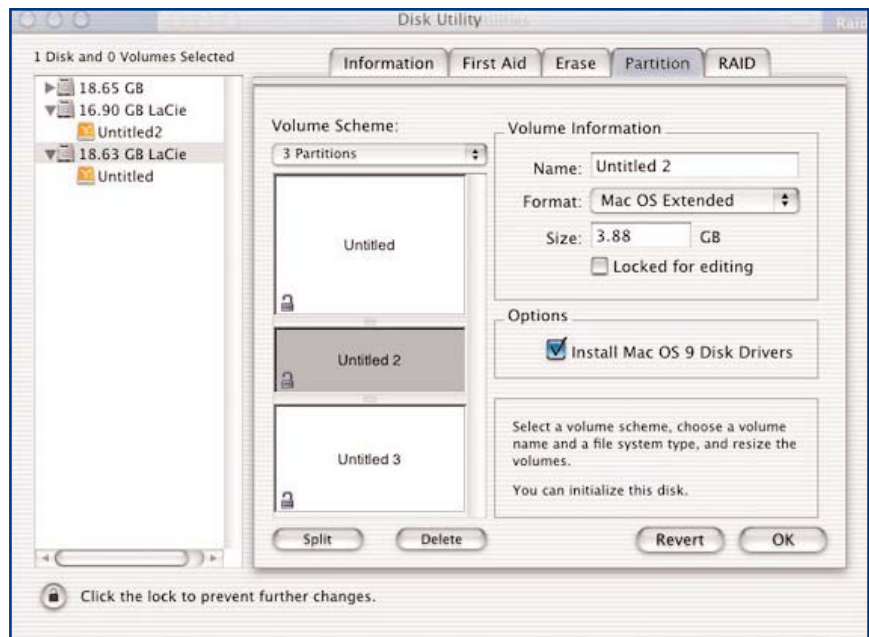 Disk Utility
1 Disk and 0 Volumes Selected
18.65 GB
16.90 GB LaCie
Untitled2
18.63 GB LaCie
Untitled
Information
First Aid
Erase
Partition
RAID
Volume Scheme:
3 Partitions
Untitled
Untitled 2
Untitled 3
Split
Delete
Volume Information
Name: Untitled 2
Format: Mac OS Extended
Size: 3.88 GB
Locked for editing
Options
Install Mac OS 9 Disk Drivers
Select a volume scheme, choose a volume
name and a file system type, and resize the
volumes.
You can initialize this disk.
Revert
OK
Click the lock to prevent further changes.